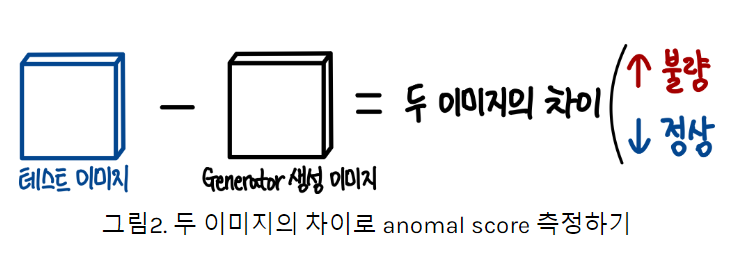 테스트 이미지 − Generator 생성 이미지 = 두 이미지의 차이 ( ↑ 불량
↓ 정상
그림2. 두 이미지의 차이로 anomal score 측정하기